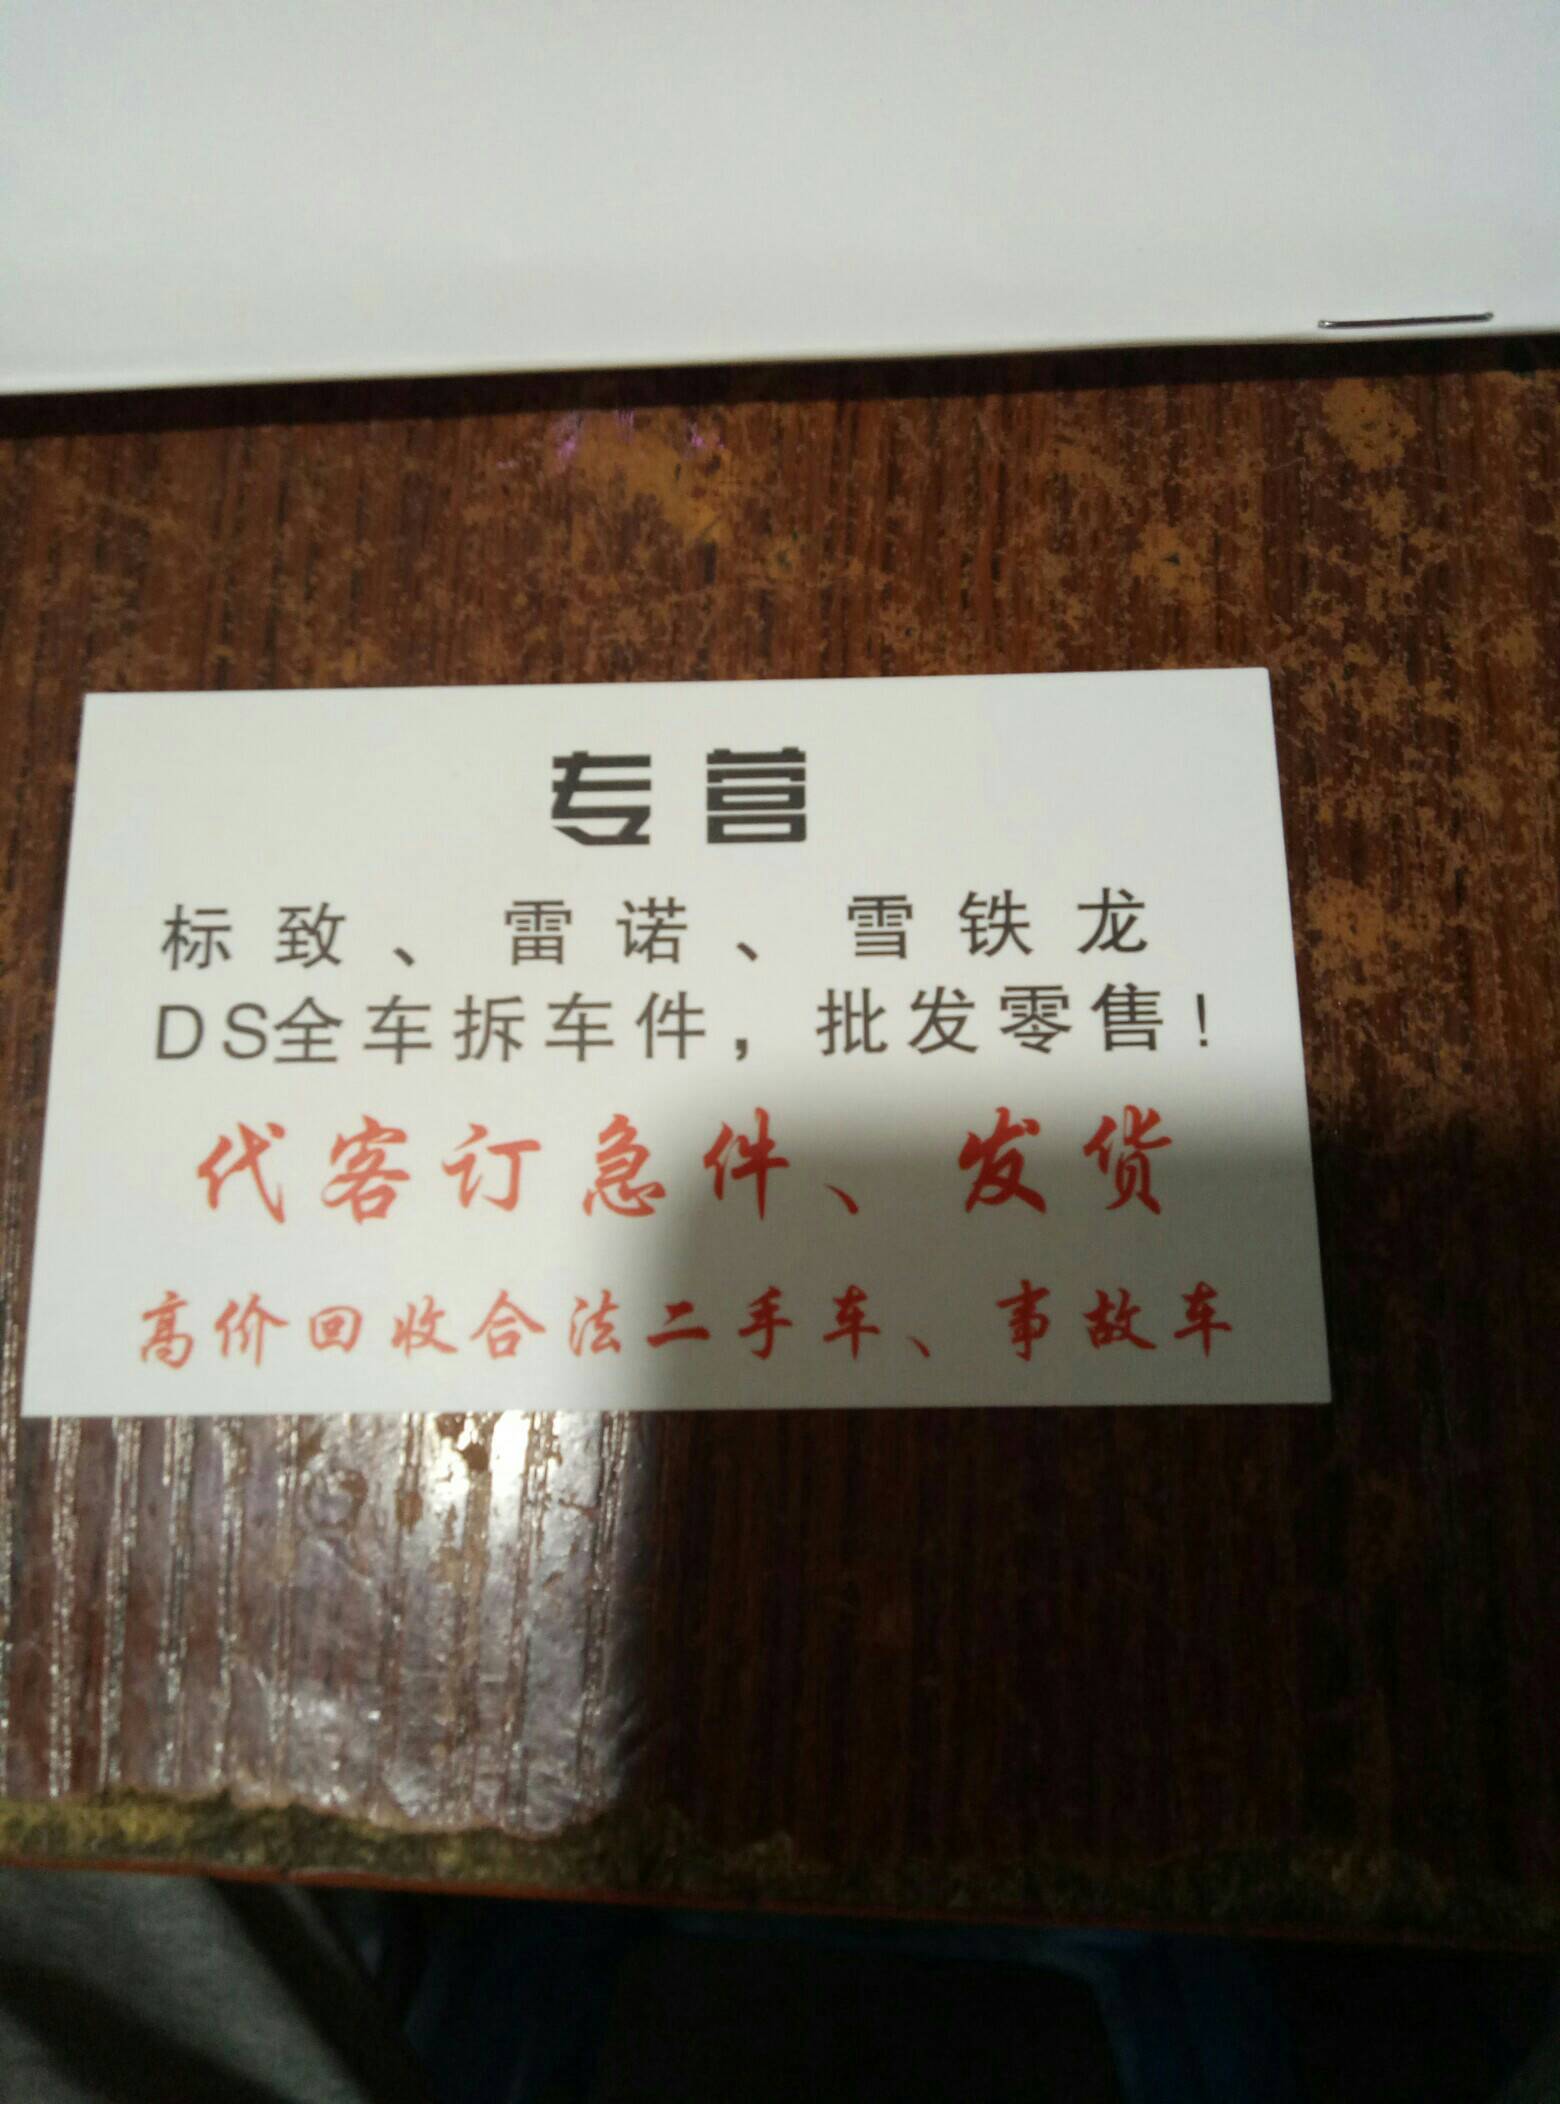 专营
标致、雷诺、雪铁龙
DS全车拆车件，批发零售！
代客订急件、发货
高价回收合法二手车、事故车